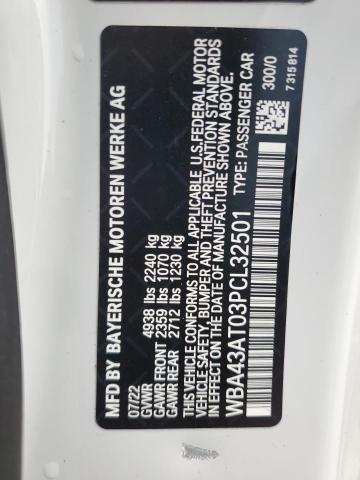 MFD BY BAYERISCHE MOTOREN WERKE AG
07/22
GVWR 4938 lbs 2240 kg
GAWR FRONT 2359 lbs 1070 kg
GAWR REAR 2712 lbs 1230 kg
THIS VEHICLE CONFORMS TO ALL APPLICABLE U.S.FEDERAL MOTOR
VEHICLE SAFETY, BUMPER AND THEFT PREVENTION STANDARDS
IN EFFECT ON THE DATE OF MANUFACTURE SHOWN ABOVE.
WBA43AT03PCL32501 TYPE: PASSENGER CAR
300/0
7 315 814